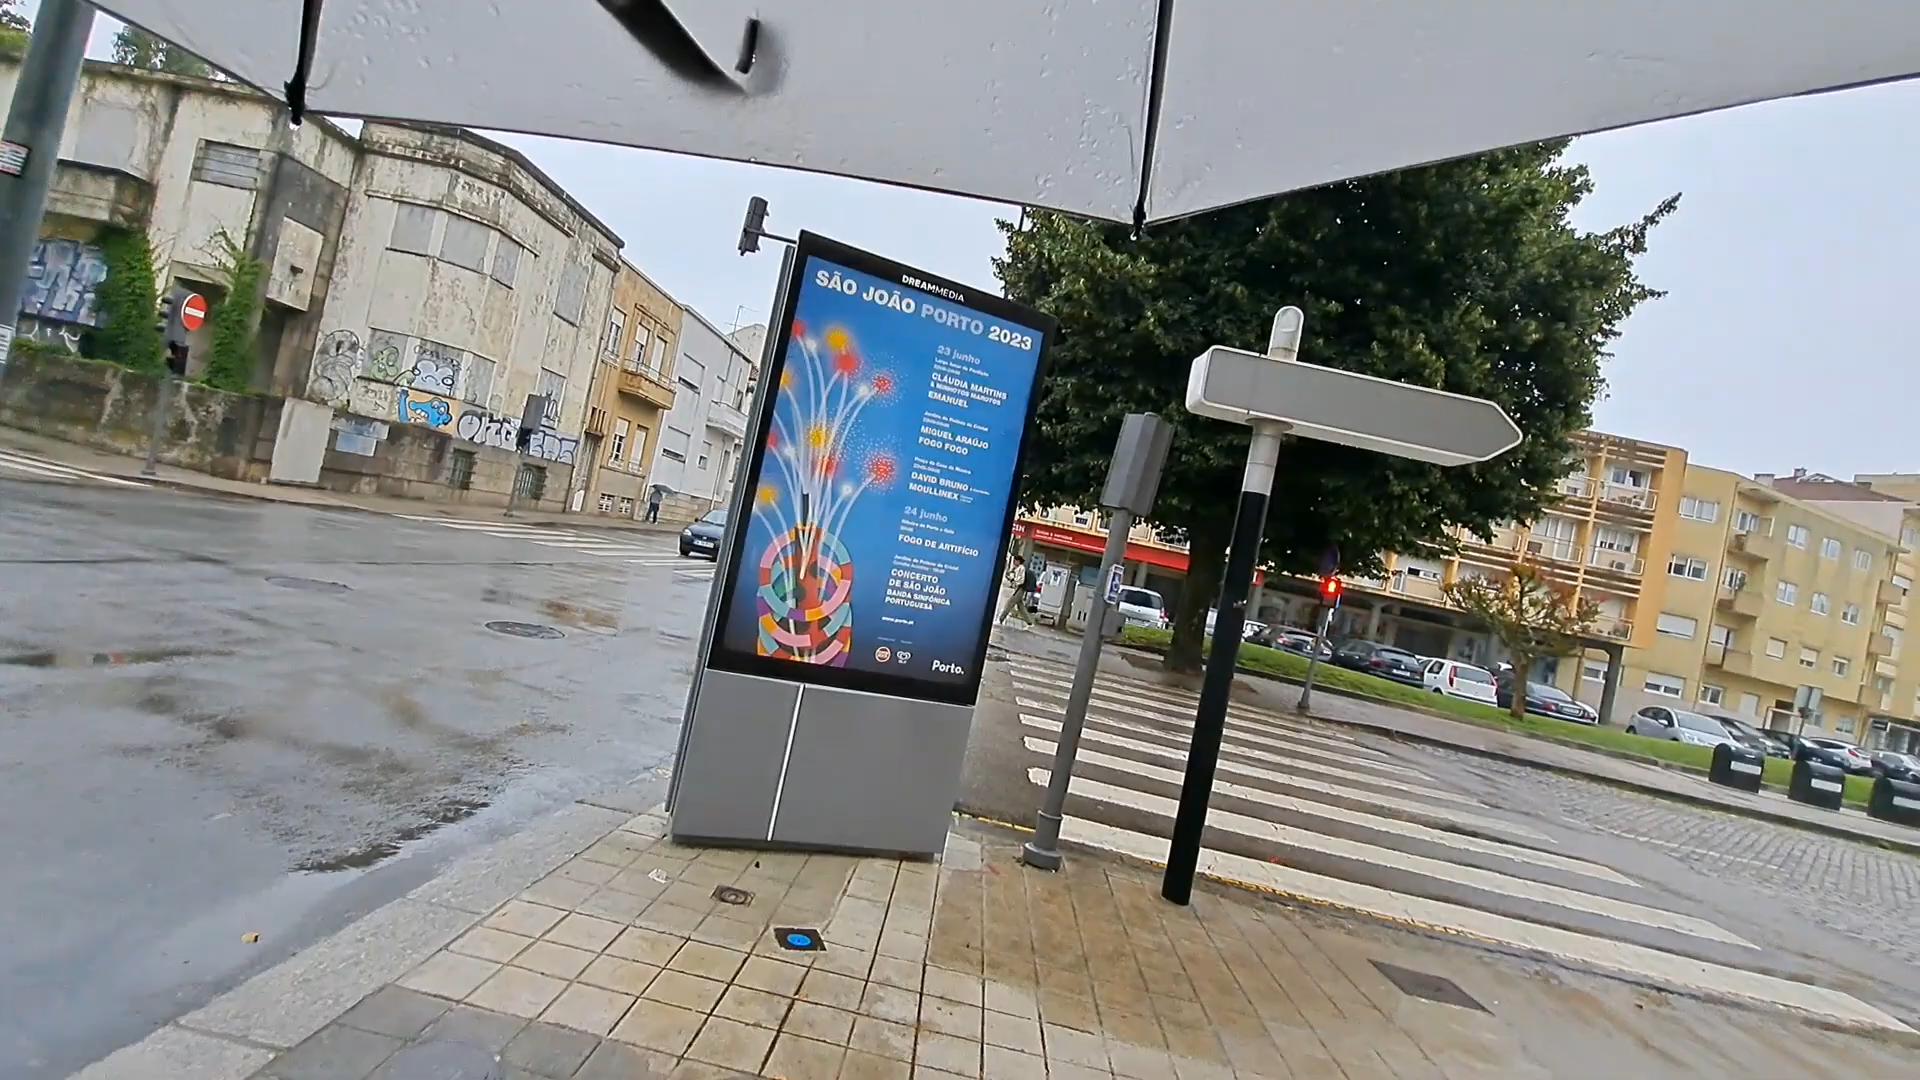 DREAMMEDIA
SÃO JOÃO PORTO 2023
23 junho
CLÁUDIA MARTINS
& MINHOTOS MAROTOS
EMANUEL
MIGUEL ARAÚJO
FOGO FOGO
DAVID BRUNO
MOULLINEX
24 junho
FOGO DE ARTIFÍCIO
CONCERTO
DE SÃO JOÃO
BANDA SINFÓNICA
PORTUGUESA
www.porto.pt
Porto.